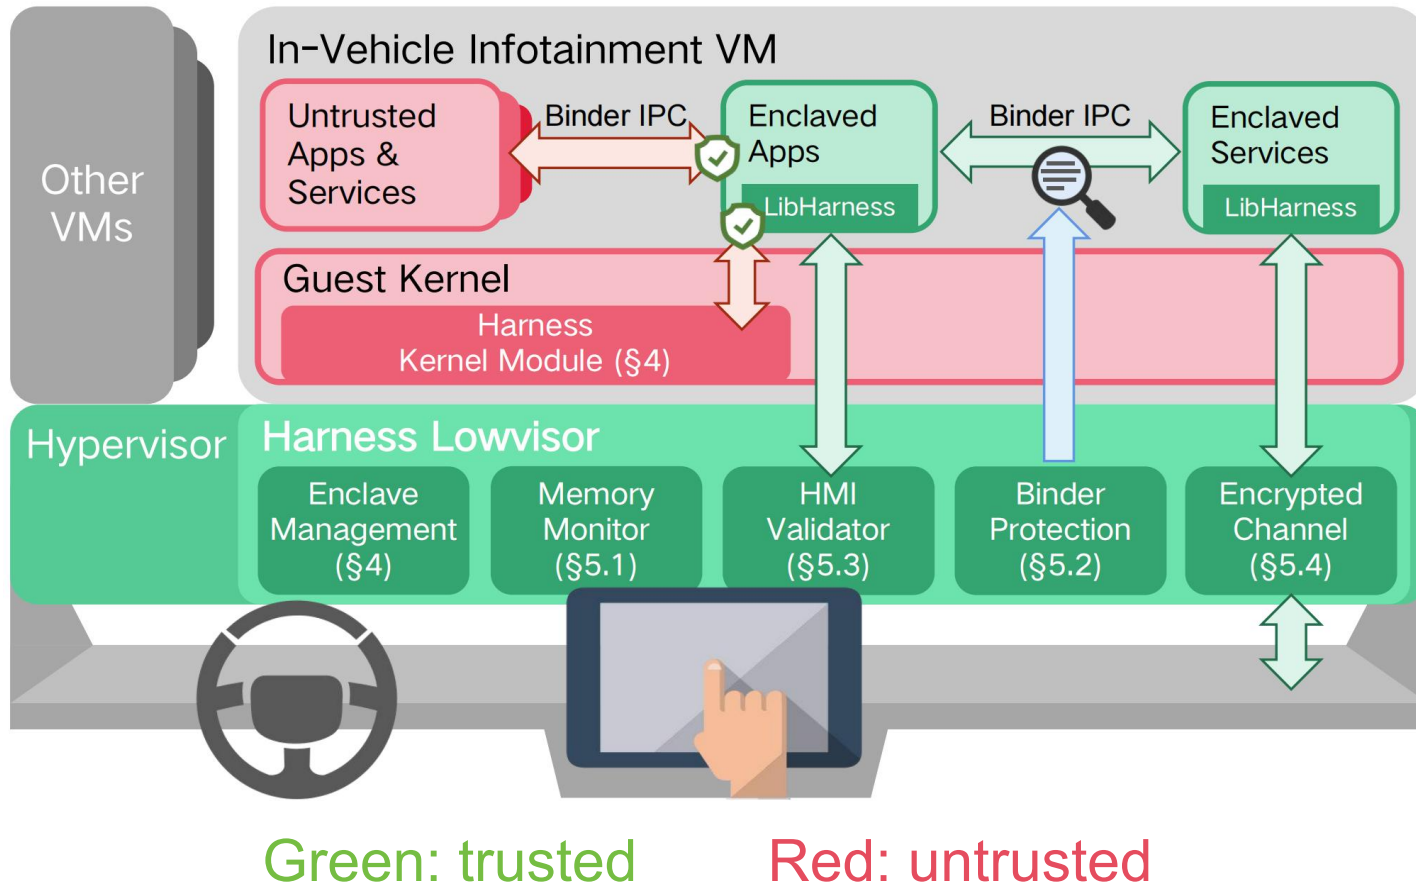 In-Vehicle Infotainment VM
Other
VMs
Untrusted
Apps &
Services
Binder IPC
Enclaved
Apps
LibHarness
Binder IPC
Enclaved
Services
LibHarness
Guest Kernel
Harness
Kernel Module (§4)
Hypervisor
Harness Lowvisor
Enclave
Management
(§4)
Memory
Monitor
(§5.1)
HMI
Validator
(§5.3)
Binder
Protection
(§5.2)
Encrypted
Channel
(§5.4)
Green: trusted
Red: untrusted